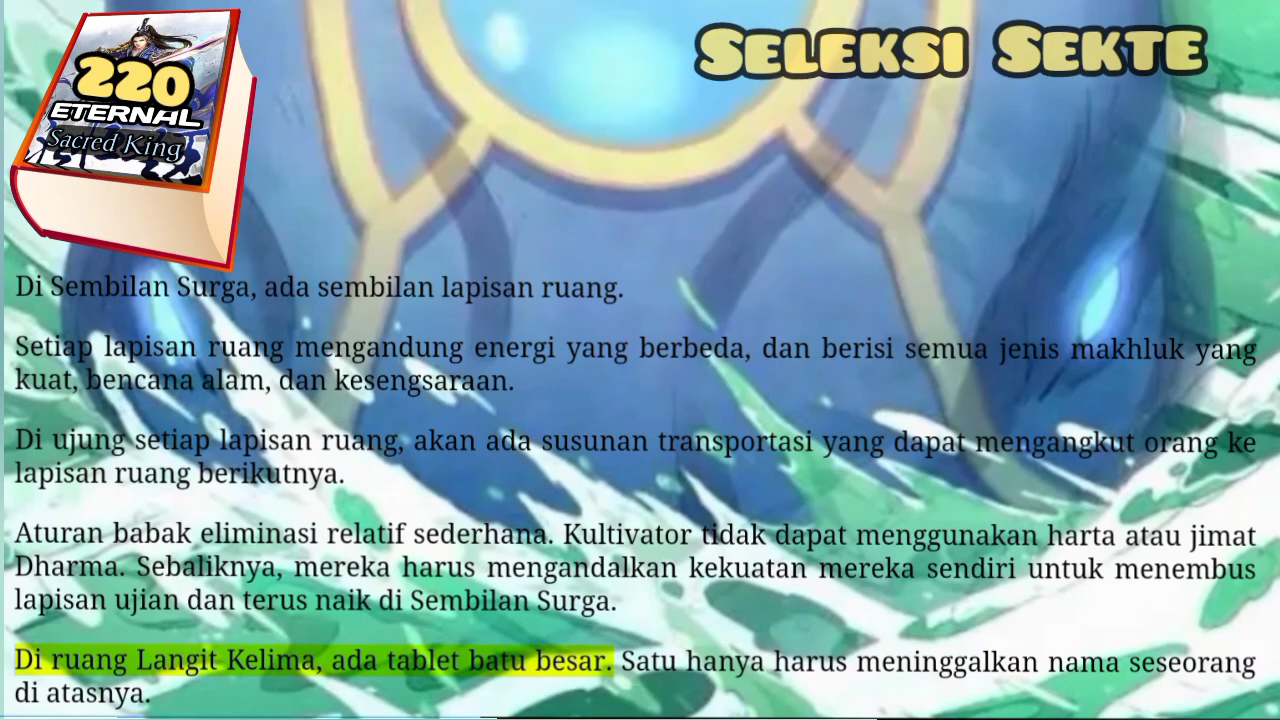 SELEKSI SEKTE
220
ETERNAL
Sacred King
Di Sembilan Surga, ada sembilan lapisan ruang.
Setiap lapisan ruang mengandung energi yang berbeda, dan berisi semua jenis makhluk yang
kuat, bencana alam, dan kesengsaraan.
Di ujung setiap lapisan ruang, akan ada susunan transportasi yang dapat mengangkut orang ke
lapisan ruang berikutnya.
Aturan babak eliminasi relatif sederhana. Kultivator tidak dapat menggunakan harta atau jimat
Dharma. Sebaliknya, mereka harus mengandalkan kekuatan mereka sendiri untuk menembus
lapisan ujian dan terus naik di Sembilan Surga.
Di ruang Langit Kelima, ada tablet batu besar. Satu hanya harus meninggalkan nama seseorang
di atasnya.